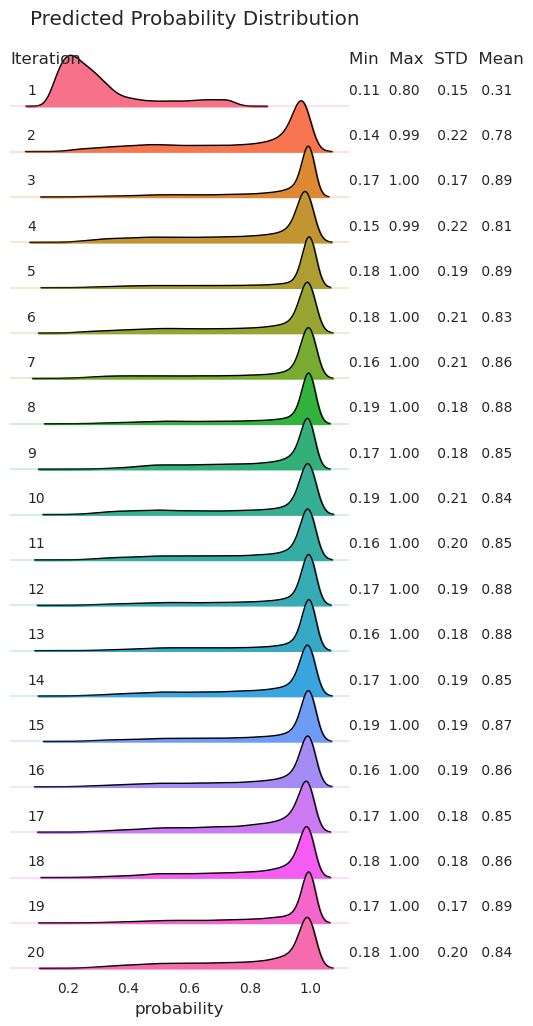 Predicted Probability Distribution
Iteration Min Max STD Mean
1 0.11 0.80 0.15 0.31
2 0.14 0.99 0.22 0.78
3 0.17 1.00 0.17 0.89
4 0.15 0.99 0.22 0.81
5 0.18 1.00 0.19 0.89
6 0.18 1.00 0.21 0.83
7 0.16 1.00 0.21 0.86
8 0.19 1.00 0.18 0.88
9 0.17 1.00 0.18 0.85
10 0.19 1.00 0.21 0.84
11 0.16 1.00 0.20 0.85
12 0.17 1.00 0.19 0.88
13 0.16 1.00 0.18 0.88
14 0.17 1.00 0.19 0.85
15 0.19 1.00 0.19 0.87
16 0.16 1.00 0.19 0.86
17 0.17 1.00 0.18 0.85
18 0.18 1.00 0.18 0.86
19 0.17 1.00 0.17 0.89
20 0.18 1.00 0.20 0.84
0.2 0.4 0.6 0.8 1.0
probability